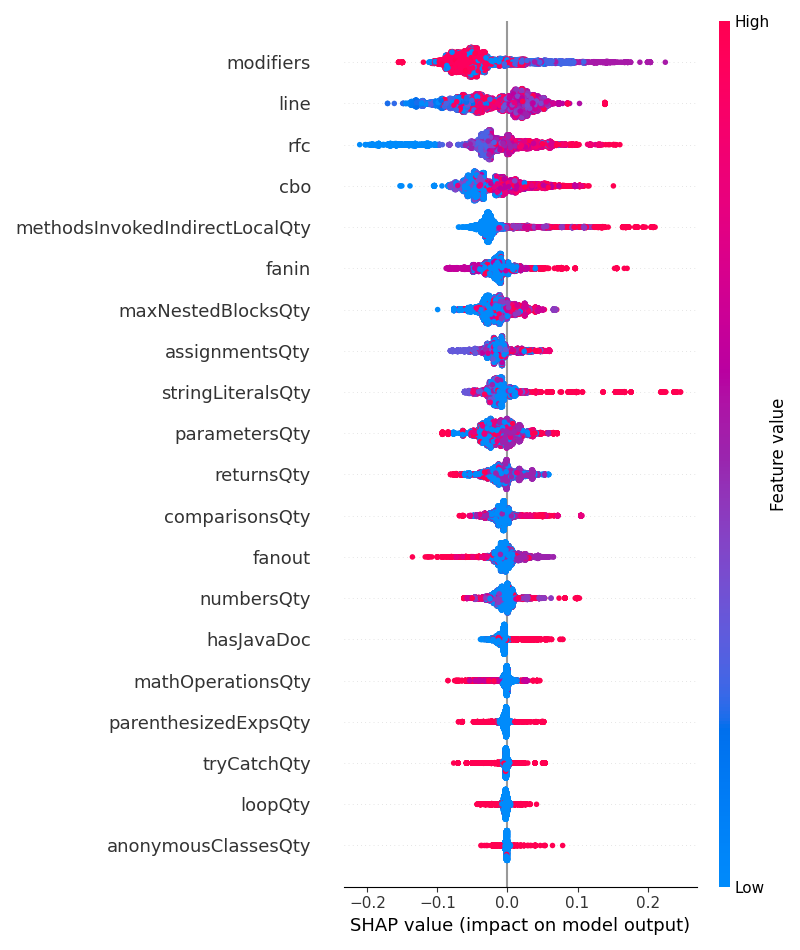 High
modifiers
line
rfc
cbo
methodsInvokedIndirectLocalQty
fanin
maxNestedBlocksQty
assignmentsQty
stringLiteralsQty
parametersQty
returnsQty
comparisonsQty
fanout
numbersQty
hasJavaDoc
mathOperationsQty
parenthesizedExpsQty
tryCatchQty
loopQty
anonymousClassesQty
Feature value
Low
−0.2 −0.1 0.0 0.1 0.2
SHAP value (impact on model output)